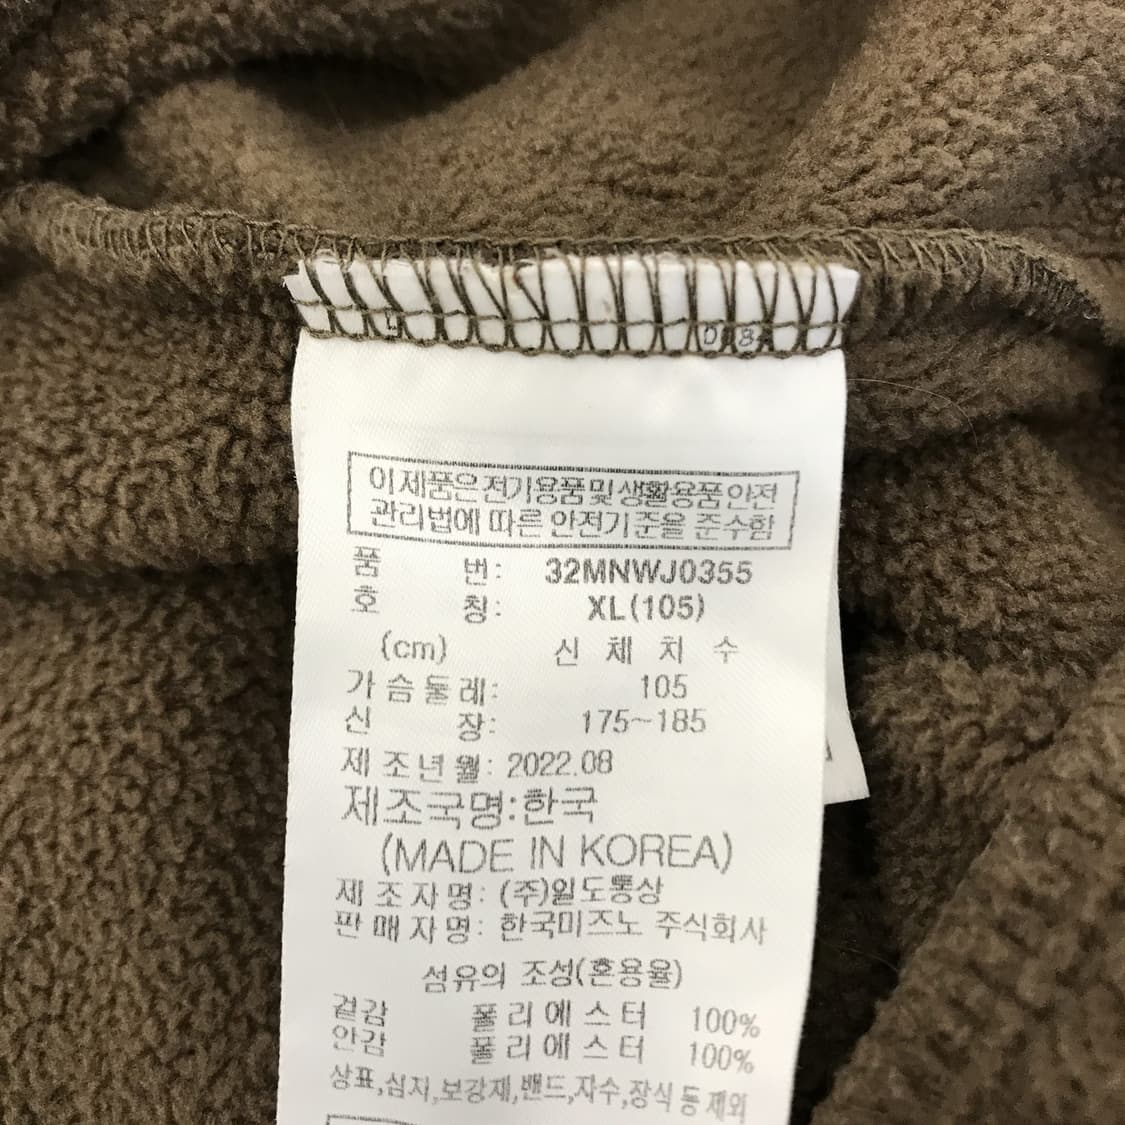 이 제품은 전기용품 및 생활용품 안전
관리법에 따른 안전기준을 준수함
품 번: 32MNWJ0355
호 칭: XL(105)
(cm) 신 체 치 수
가 슴 둘 레: 105
신 장: 175~185
제 조 년 월: 2022.08
제조국명:한국
(MADE IN KOREA)
제 조 자 명: (주)일도통상
판 매 자 명: 한국미즈노 주식회사
섬유의 조성(혼용율)
겉감 폴 리 에 스 터 100%
안감 폴 리 에 스 터 100%
상표,심지,보강재,밴드,자수,장식 등 제외